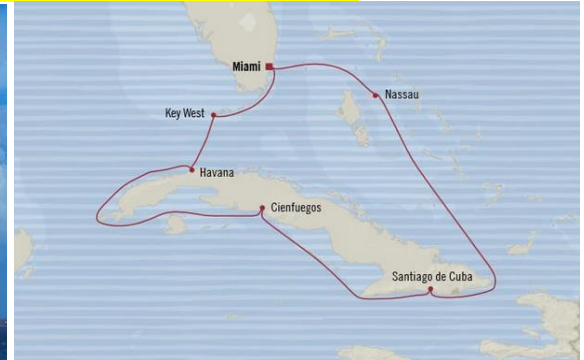 Miami
Nassau
Key West
Havana
Cienfuegos
Santiago de Cuba